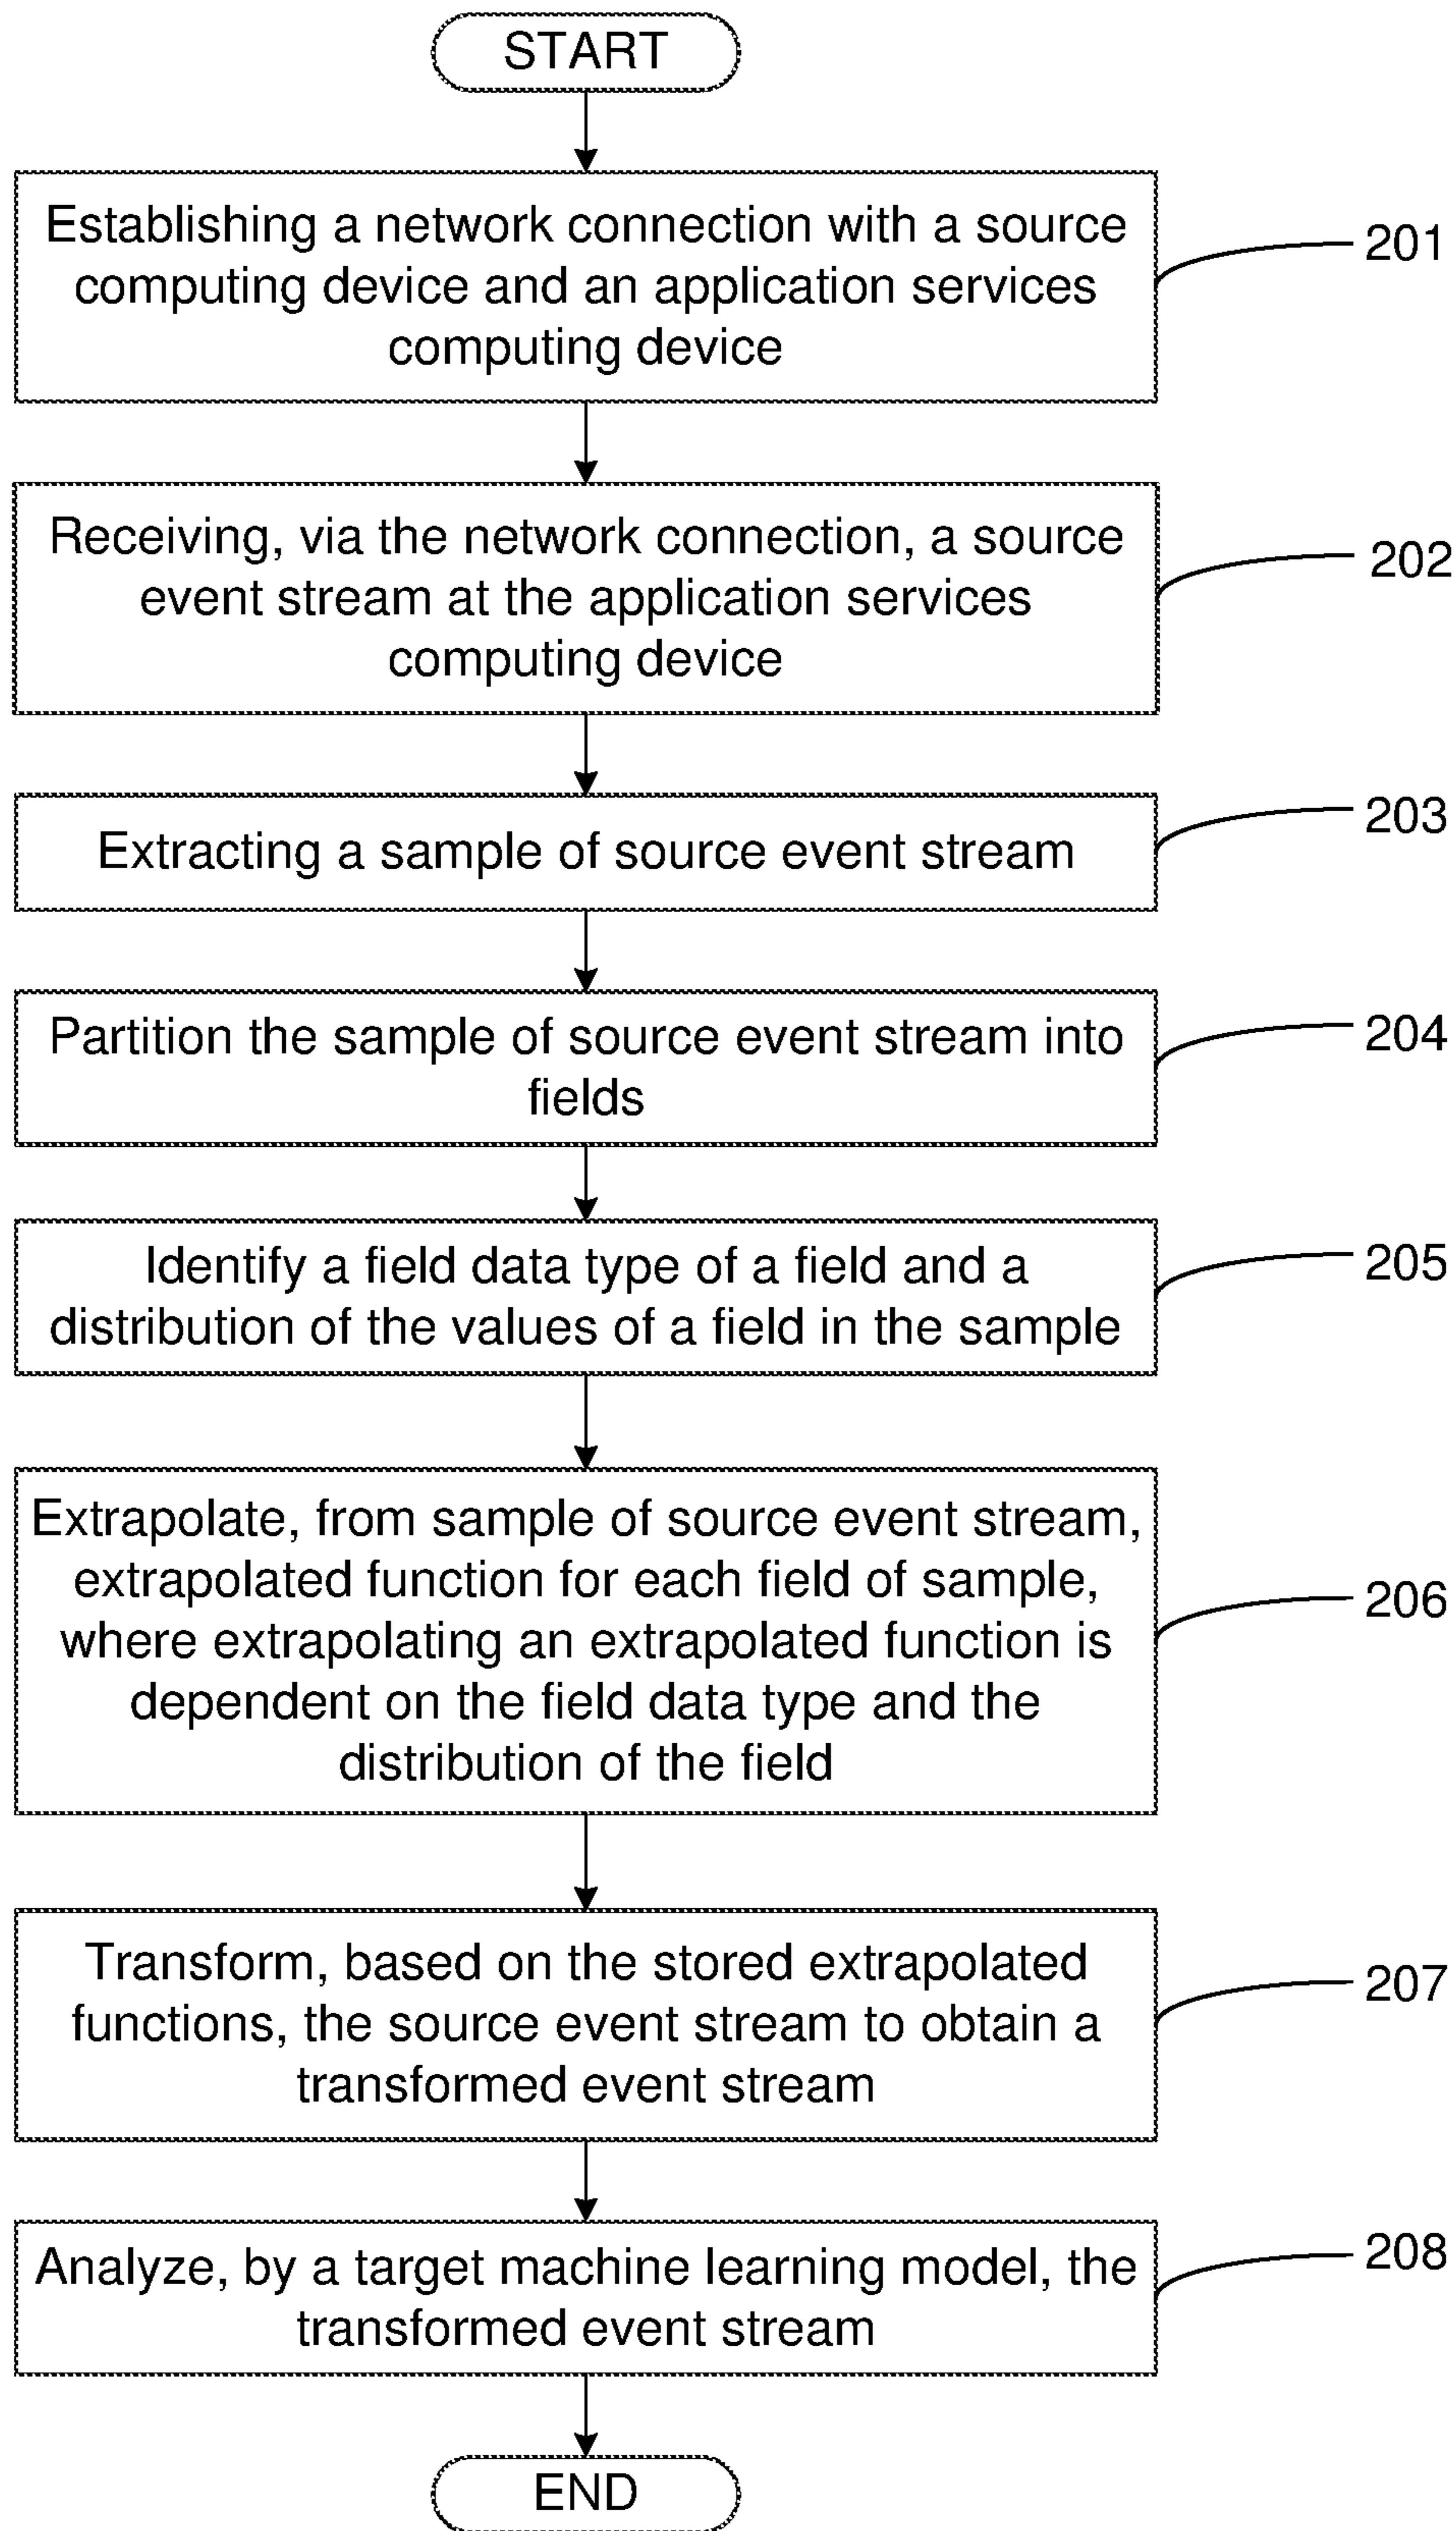 START
Establishing a network connection with a source
computing device and an application services
computing device
201
Receiving, via the network connection, a source
event stream at the application services
computing device
202
Extracting a sample of source event stream
203
Partition the sample of source event stream into
fields
204
Identify a field data type of a field and a
distribution of the values of a field in the sample
205
Extrapolate, from sample of source event stream,
extrapolated function for each field of sample,
where extrapolating an extrapolated function is
dependent on the field data type and the
distribution of the field
206
Transform, based on the stored extrapolated
functions, the source event stream to obtain a
transformed event stream
207
Analyze, by a target machine learning model, the
transformed event stream
208
END